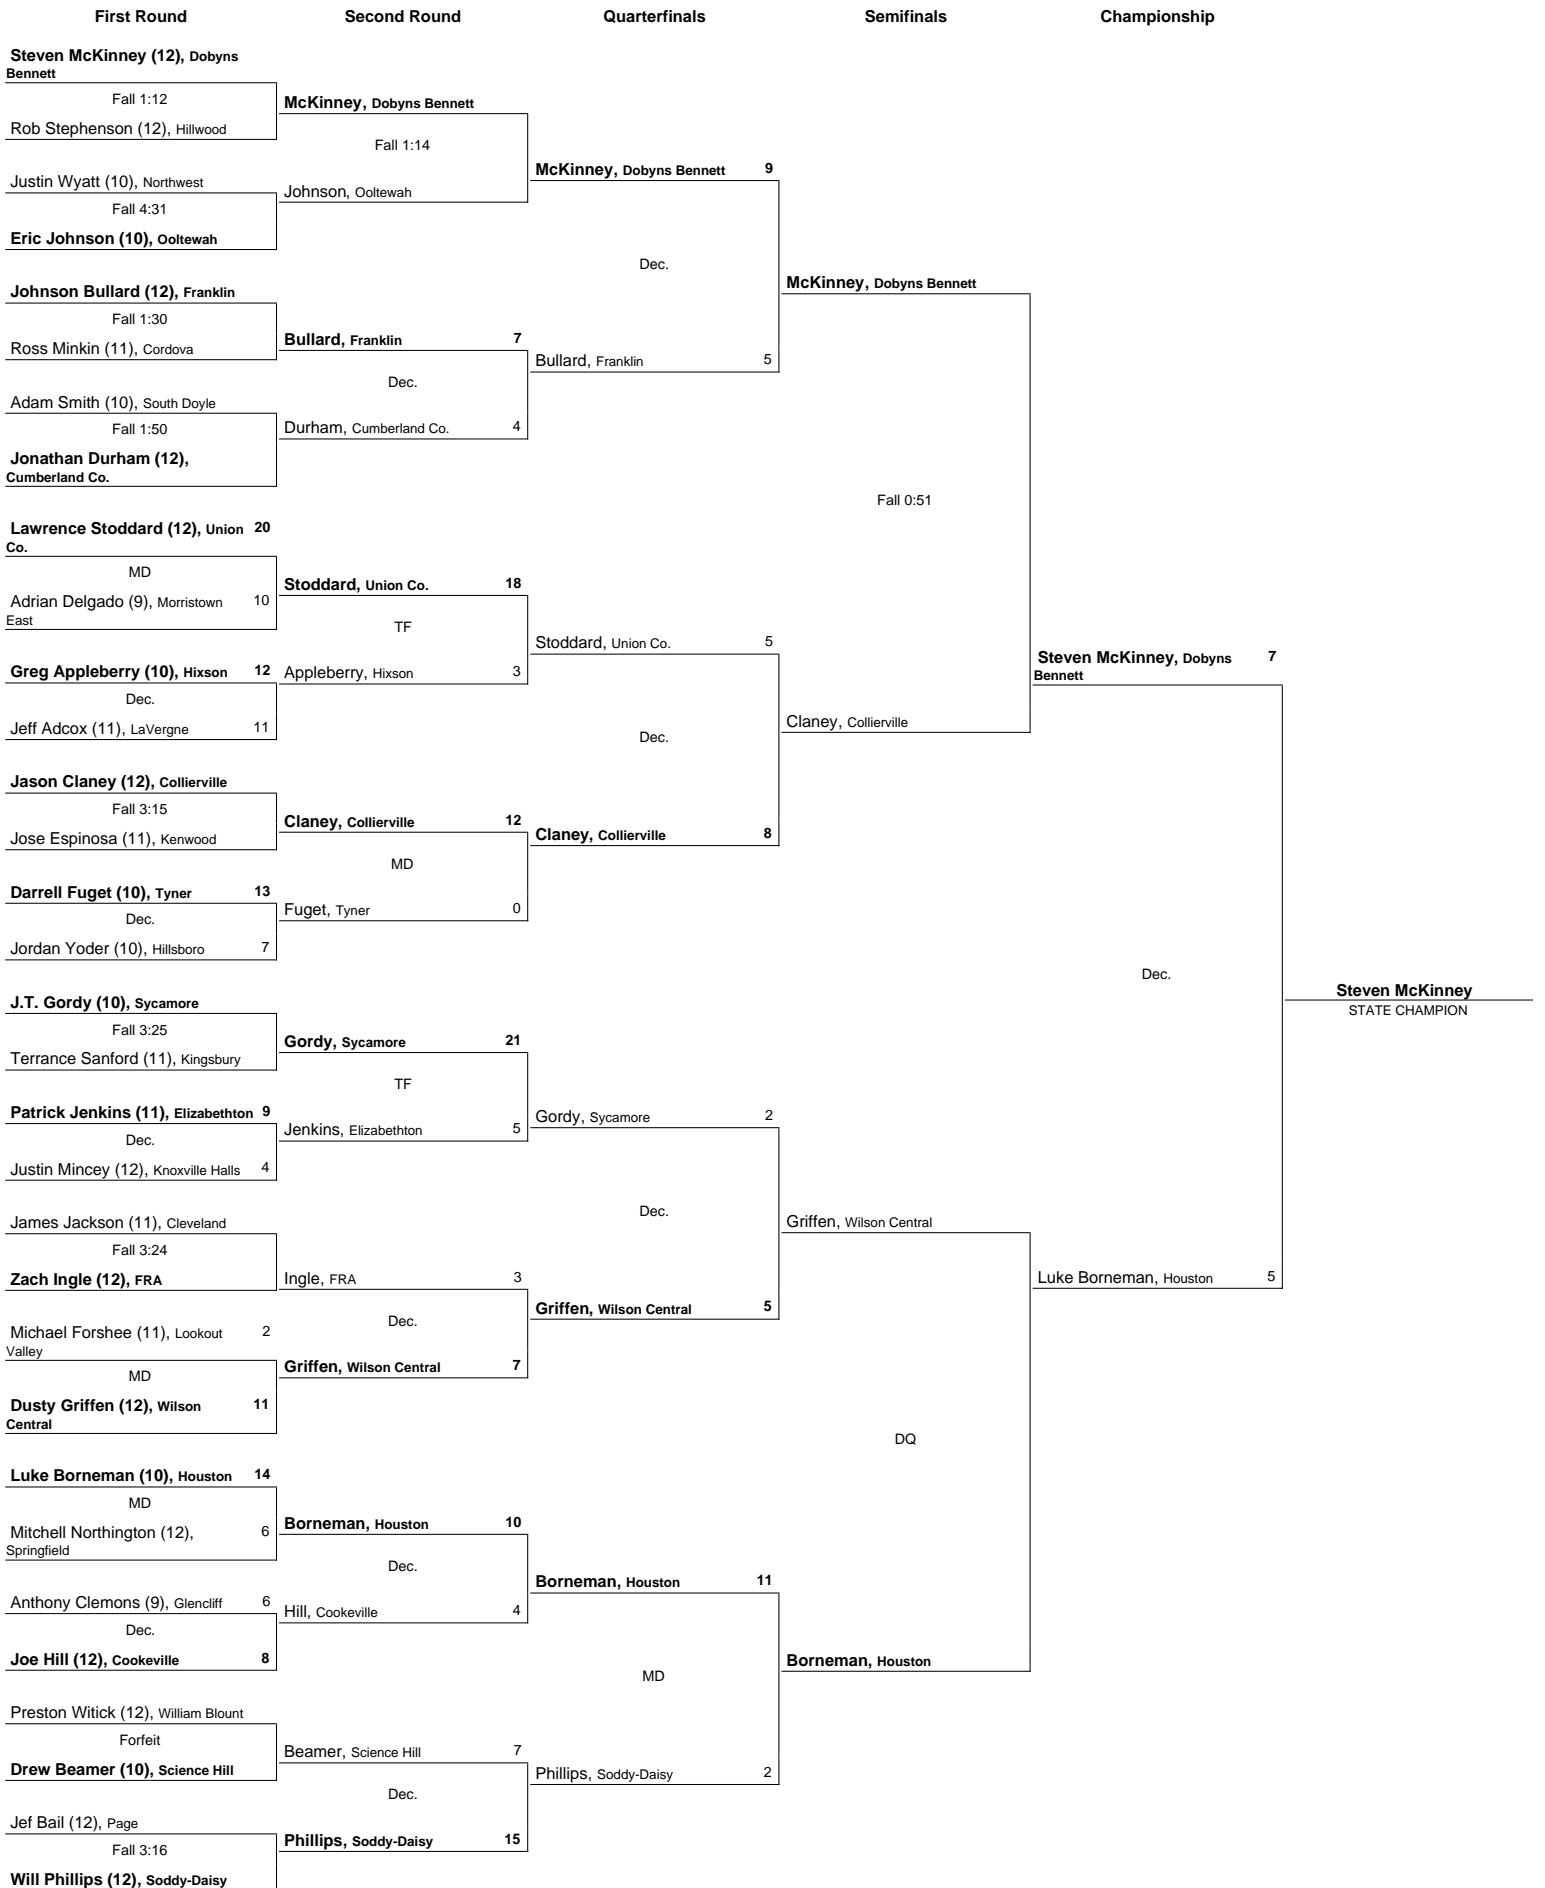 First Round
Second Round
Quarterfinals
Semifinals
Championship
Steven McKinney (12), Dobyns
Bennett
Fall 1:12
Rob Stephenson (12), Hillwood
Justin Wyatt (10), Northwest
Fall 4:31
Eric Johnson (10), Ooltewah
Johnson Bullard (12), Franklin
Fall 1:30
Ross Minkin (11), Cordova
Adam Smith (10), South Doyle
Fall 1:50
Jonathan Durham (12),
Cumberland Co.
Lawrence Stoddard (12), Union 20
Co.
MD
Adrian Delgado (9), Morristown 10
East
Greg Appleberry (10), Hixson 12
Dec.
Jeff Adcox (11), LaVergne 11
Jason Claney (12), Collierville
Fall 3:15
Jose Espinosa (11), Kenwood
Darrell Fuget (10), Tyner 13
Dec.
Jordan Yoder (10), Hillsboro 7
J.T. Gordy (10), Sycamore
Fall 3:25
Terrance Sanford (11), Kingsbury
Patrick Jenkins (11), Elizabethton 9
Dec.
Justin Mincey (12), Knoxville Halls 4
James Jackson (11), Cleveland
Fall 3:24
Zach Ingle (12), FRA
Michael Forshee (11), Lookout 2
Valley
MD
Dusty Griffen (12), Wilson 11
Central
Luke Borneman (10), Houston 14
MD
Mitchell Northington (12), 6
Springfield
Anthony Clemons (9), Glencliff 6
Dec.
Joe Hill (12), Cookeville 8
Preston Witick (12), William Blount
Forfeit
Drew Beamer (10), Science Hill
Jef Bail (12), Page
Fall 3:16
Will Phillips (12), Soddy-Daisy
McKinney, Dobyns Bennett
Fall 1:14
Johnson, Ooltewah
Bullard, Franklin 7
Dec.
Durham, Cumberland Co. 4
Stoddard, Union Co. 18
TF
Appleberry, Hixson 3
Claney, Collierville 12
MD
Fuget, Tyner 0
Gordy, Sycamore 21
TF
Jenkins, Elizabethton 5
Ingle, FRA 3
Dec.
Griffen, Wilson Central 7
Borneman, Houston 10
Dec.
Hill, Cookeville 4
Beamer, Science Hill 7
Dec.
Phillips, Soddy-Daisy 15
McKinney, Dobyns Bennett 9
Dec.
Bullard, Franklin 5
Stoddard, Union Co. 5
Dec.
Claney, Collierville 8
Gordy, Sycamore 2
Dec.
Griffen, Wilson Central 5
Borneman, Houston 11
MD
Phillips, Soddy-Daisy 2
McKinney, Dobyns Bennett
Fall 0:51
Claney, Collierville
Griffen, Wilson Central
DQ
Borneman, Houston
Steven McKinney, Dobyns 7
Bennett
Dec.
Luke Borneman, Houston 5
Steven McKinney
STATE CHAMPION